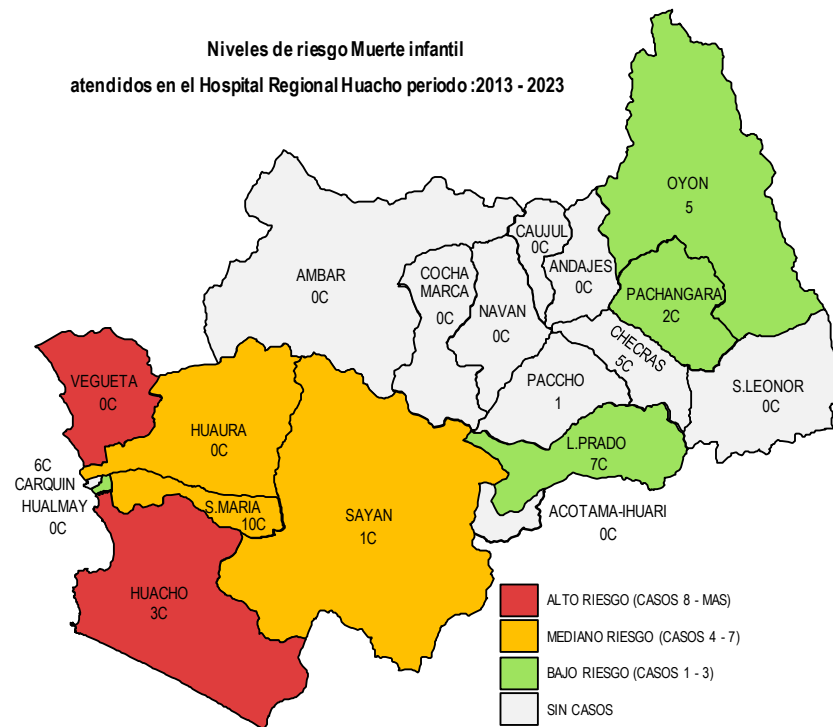 Niveles de riesgo Muerte infantil
atendidos en el Hospital Regional Huacho periodo :2013 - 2023
OYON
5
CAUJUL
0C
ANDAJES
0C
AMBAR
0C
COCHA
MARCA
0C
NAVAN
0C
PACHANGARA
2C
CHECRAS
5C
VEGUETA
0C
PACCHO
1
S.LEONOR
0C
HUAURA
0C
L.PRADO
7C
6C
CARQUIN
HUALMAY
0C
S.MARIA
10C
SAYAN
1C
ACOTAMA-IHUARI
0C
HUACHO
3C
ALTO RIESGO (CASOS 8 - MAS)
MEDIANO RIESGO (CASOS 4 - 7)
BAJO RIESGO (CASOS 1 - 3)
SIN CASOS